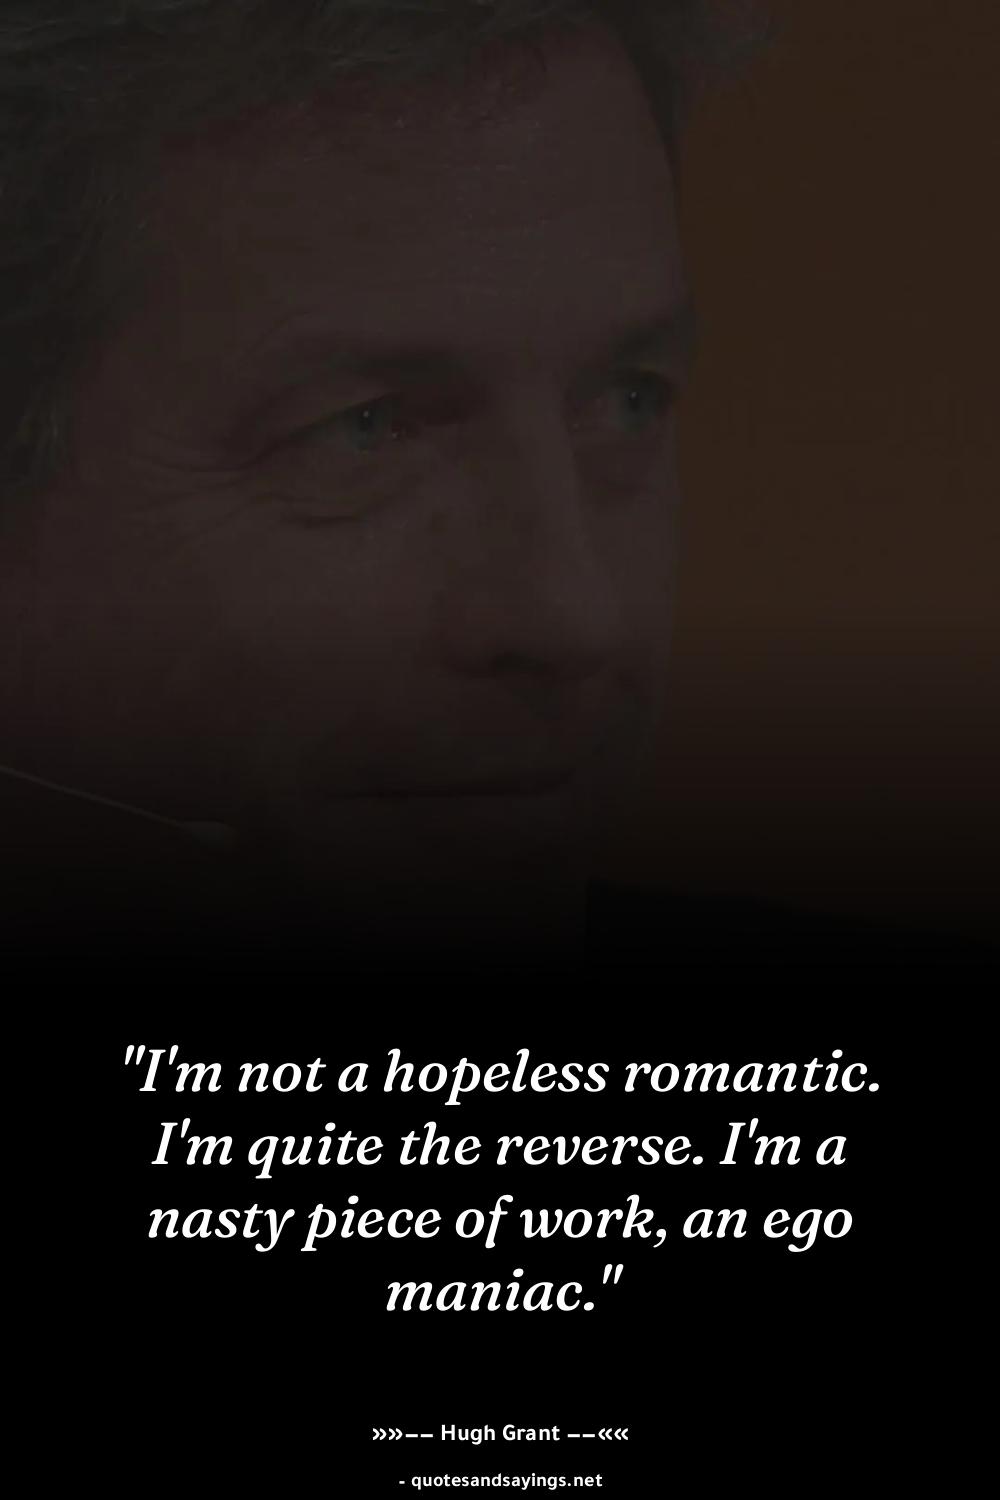 "I'm not a hopeless romantic.
I'm quite the reverse. I'm a
nasty piece of work, an ego
maniac."
»»−− Hugh Grant −−««
- quotesandsayings.net